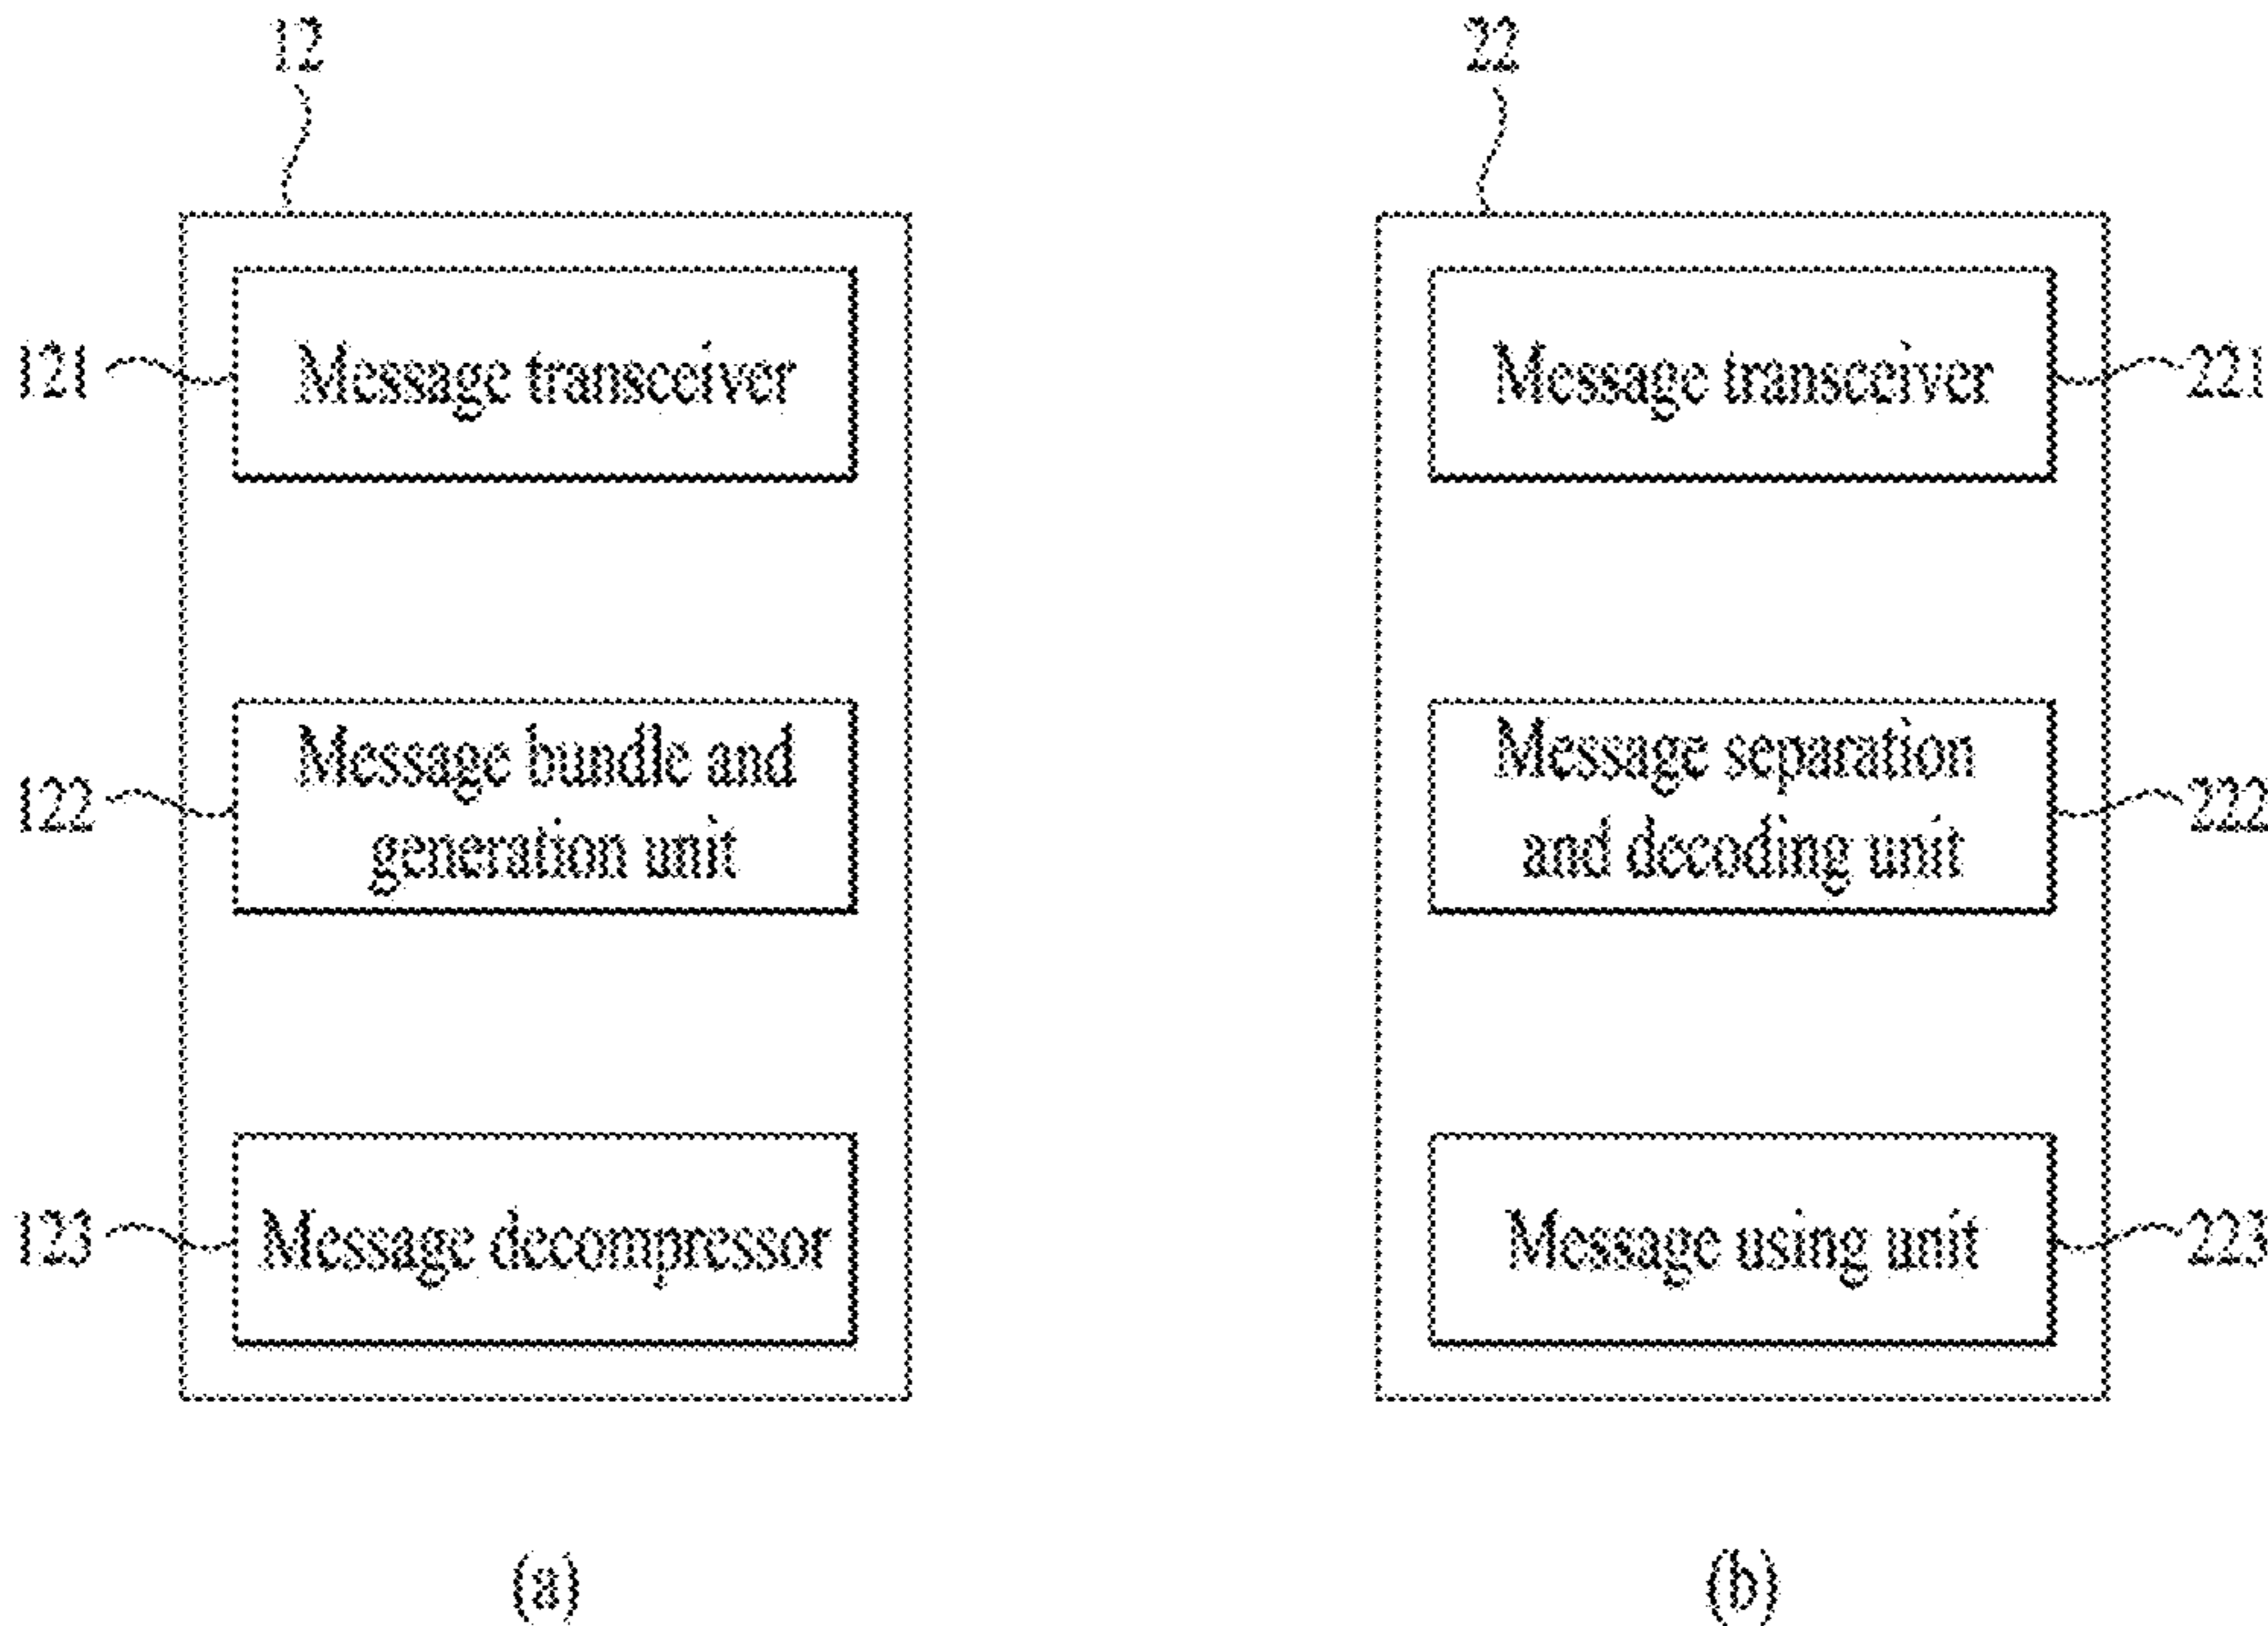 12
22
121
Message transceiver
Message transceiver
221
122
Message bundle and
generation unit
Message separation
and decoding unit
222
123
Message decompressor
Message using unit
223
(a)
(b)